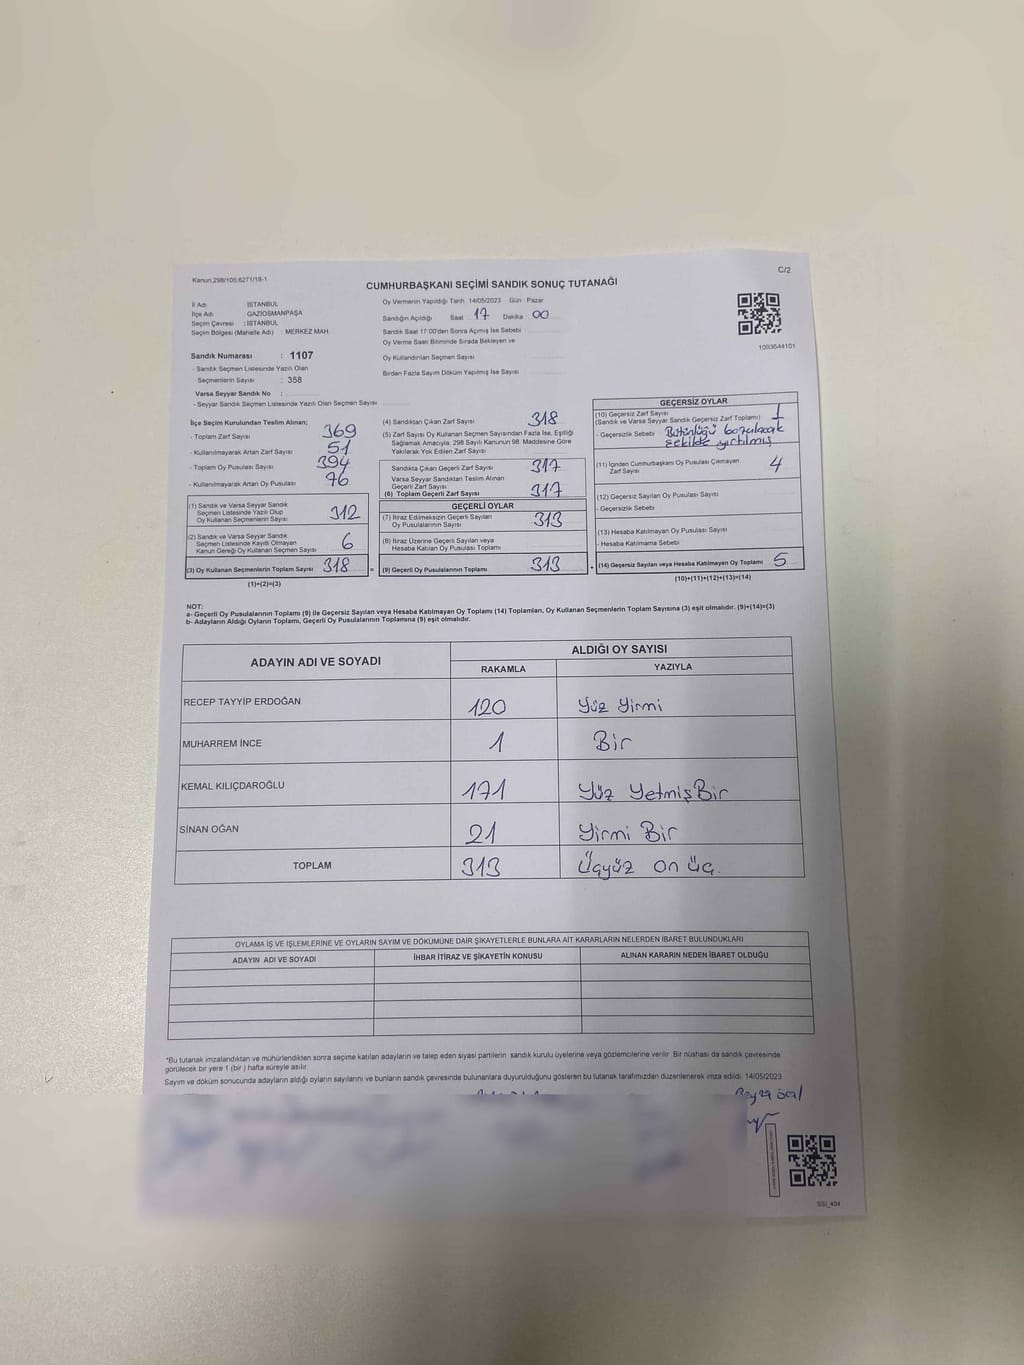 Kanun:298/105;6271/18-1
C/2
CUMHURBAŞKANI SEÇİMİ SANDIK SONUÇ TUTANAĞI
İl Adı : İSTANBUL
İlçe Adı : GAZİOSMANPAŞA
Seçim Çevresi : İSTANBUL
Seçim Bölgesi (Mahalle Adı) : MERKEZ MAH.
Sandık Numarası : 1107
- Sandık Seçmen Listesinde Yazılı Olan
Seçmenlerin Sayısı : 358
Varsa Seyyar Sandık No :
- Seyyar Sandık Seçmen Listesinde Yazılı Olan Seçmen Sayısı
Oy Vermenin Yapıldığı Tarih 14/05/2023 Gün : Pazar
Sandığın Açıldığı Saat 17 Dakika 00
Sandık Saat 17:00'den Sonra Açımış İse Sebebi
Oy Verme Saati Bitiminde Sırada Bekleyen ve
Oy Kullandırılan Seçmen Sayısı
Birden Fazla Sayım Döküm Yapılmış İse Sayısı
1093544101
İlçe Seçim Kurulundan Teslim Alınan;
- Toplam Zarf Sayısı 369
- Kullanılmayarak Artan Zarf Sayısı 51
- Toplam Oy Pusulası Sayısı 394
- Kullanılmayarak Artan Oy Pusulası 76
(1) Sandık ve Varsa Seyyar Sandık
Seçmen Listesinde Yazılı Olup
Oy Kullanan Seçmenlerin Sayısı 312
(2) Sandık ve Varsa Seyyar Sandık
Seçmen Listesinde Kayıtlı Olmayan
Kanun Gereği Oy Kullanan Seçmen Sayısı 6
(3) Oy Kullanan Seçmenlerin Toplam Sayısı 318 =
(1)+(2)=(3)
(4) Sandıktan Çıkan Zarf Sayısı 318
(5) Zarf Sayısı Oy Kullanan Seçmen Sayısından Fazla İse, Eşitliği
Sağlamak Amacıyla; 298 Sayılı Kanunun 98. Maddesine Göre
Yakılarak Yok Edilen Zarf Sayısı
Sandıkta Çıkan Geçerli Zarf Sayısı 317
Varsa Seyyar Sandıktan Teslim Alınan
Geçerli Zarf Sayısı
(6) Toplam Geçerli Zarf Sayısı 317
GEÇERLİ OYLAR
(7) İtiraz Edilmeksizin Geçerli Sayılan
Oy Pusulalarının Sayısı 313
(8) İtiraz Üzerine Geçerli Sayılan veya
Hesaba Katılan Oy Pusulası Toplamı
(9) Geçerli Oy Pusulalarının Toplamı 313 +
GEÇERSİZ OYLAR
(10) Geçersiz Zarf Sayısı
(Sandık ve Varsa Seyyar Sandık Geçersiz Zarf Toplamı) 1
- Geçersizlik Sebebi Bütünlüğü bozulacak
şekilde yırtılmış
(11) İçinden Cumhurbaşkanı Oy Pusulası Çıkmayan
Zarf Sayısı 4
(12) Geçersiz Sayılan Oy Pusulası Sayısı
- Geçersizlik Sebebi
(13) Hesaba Katılmayan Oy Pusulası Sayısı
- Hesaba Katılmama Sebebi
(14) Geçersiz Sayılan veya Hesaba Katılmayan Oy Toplamı 5
(10)+(11)+(12)+(13)=(14)
NOT:
a- Geçerli Oy Pusulalarının Toplamı (9) ile Geçersiz Sayılan veya Hesaba Katılmayan Oy Toplamı (14) Toplamları, Oy Kullanan Seçmenlerin Toplam Sayısına (3) eşit olmalıdır. (9)+(14)=(3)
b- Adayların Aldığı Oyların Toplamı, Geçerli Oy Pusulalarının Toplamına (9) eşit olmalıdır.
ADAYIN ADI VE SOYADI
ALDIĞI OY SAYISI
RAKAMLA YAZIYLA
RECEP TAYYİP ERDOĞAN 120 Yüz Yirmi
MUHARREM İNCE 1 Bir
KEMAL KILIÇDAROĞLU 171 Yüz Yetmiş Bir
SİNAN OĞAN 21 Yirmi Bir
TOPLAM 313 Üçyüz on üç.
OYLAMA İŞ VE İŞLEMLERİNE VE OYLARIN SAYIM VE DÖKÜMÜNE DAİR ŞİKAYETLERLE BUNLARA AİT KARARLARIN NELERDEN İBARET BULUNDUKLARI
ADAYIN ADI VE SOYADI İHBAR İTİRAZ VE ŞİKAYETİN KONUSU ALINAN KARARIN NEDEN İBARET OLDUĞU
*Bu tutanak imzalandıktan ve mühürlendikten sonra seçime katılan adayların ve talep eden siyasi partilerin sandık kurulu üyelerine veya gözlemcilerine verilir. Bir nüshası da sandık çevresinde
görülecek bir yere 1 (bir ) hafta süreyle asılır.
Sayım ve döküm sonucunda adayların aldığı oyların sayılarını ve bunların sandık çevresinde bulunanlara duyurulduğunu gösteren bu tutanak tarafımızdan düzenlenerek imza edildi. 14/05/2023
SSİ_404